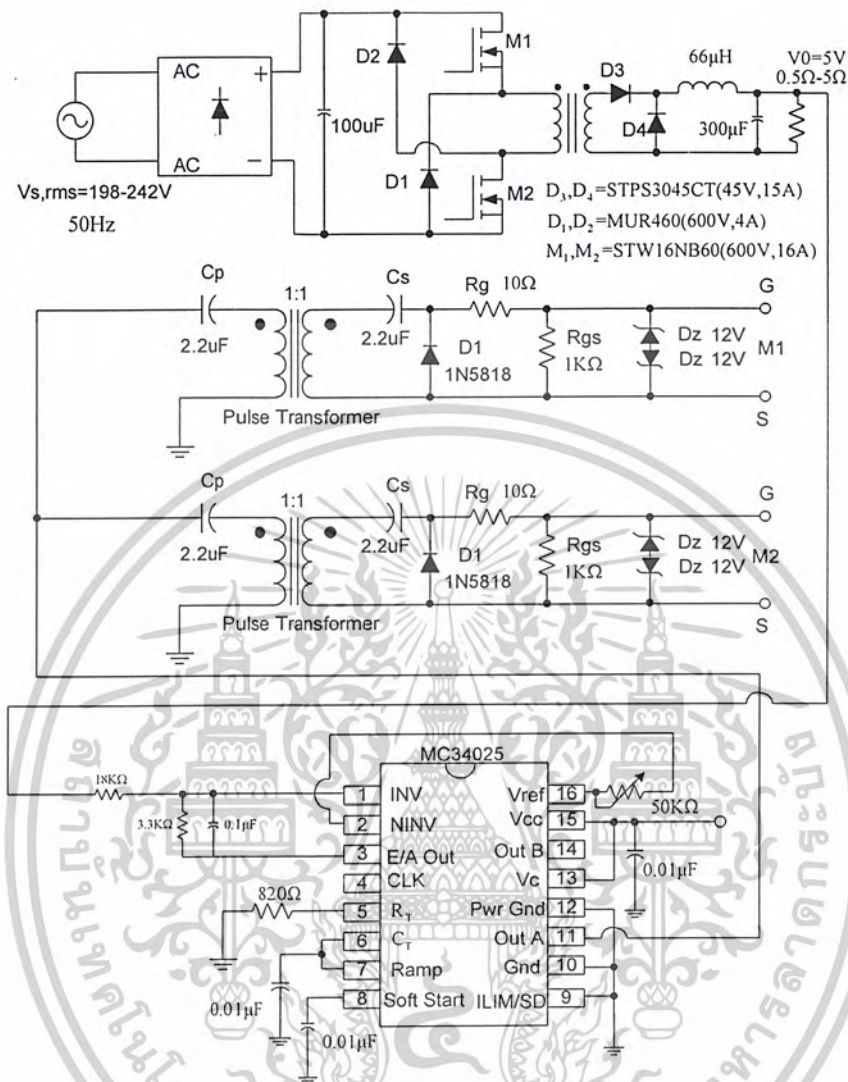 AC
AC
+
−
Vs,rms=198-242V
50Hz
100uF
D2
D1
M1
M2
D3
D4
66μH
300μF
V0=5V
0.5Ω-5Ω
D₃,D₄=STPS3045CT(45V,15A)
D₁,D₂=MUR460(600V,4A)
M₁,M₂=STW16NB60(600V,16A)
Cp
2.2uF
1:1
Pulse Transformer
Cs
2.2uF
D1
1N5818
Rg 10Ω
Rgs
1KΩ
Dz 12V
Dz 12V
G
M1
S
Cp
2.2uF
1:1
Pulse Transformer
Cs
2.2uF
D1
1N5818
Rg 10Ω
Rgs
1KΩ
Dz 12V
Dz 12V
G
M2
S
MC34025
18KΩ
3.3KΩ
0.1μF
820Ω
0.01μF
0.01μF
1 INV
2 NINV
3 E/A Out
4 CLK
5 R_T
6 C_T
7 Ramp
8 Soft Start
Vref 16
Vcc 15
Out B 14
Vc 13
Pwr Gnd 12
Out A 11
Gnd 10
ILIM/SD 9
50KΩ
0.01μF